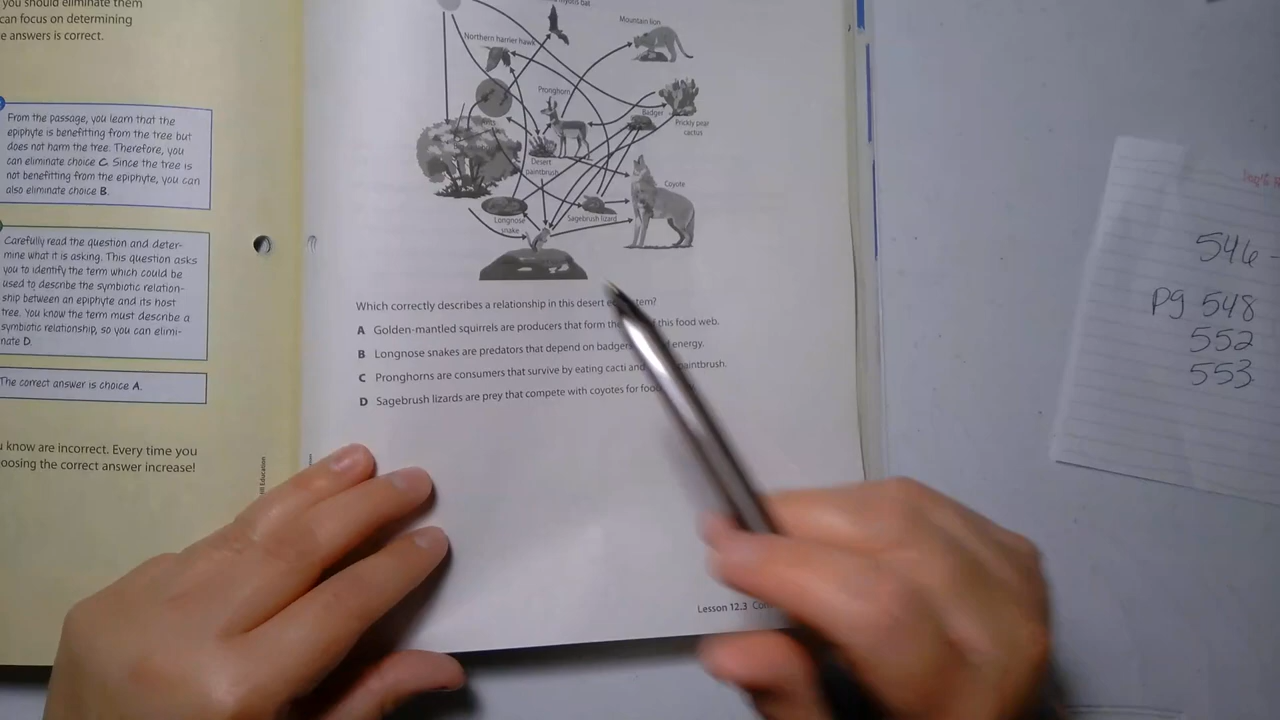 you should eliminate them
can focus on determining
e answers is correct.
From the passage, you learn that the
epiphyte is benefitting from the tree but
does not harm the tree. Therefore, you
can eliminate choice C. Since the tree is
not benefitting from the epiphyte, you can
also eliminate choice B.
Carefully read the question and deter-
mine what it is asking. This question asks
you to identify the term which could be
used to describe the symbiotic relation-
ship between an epiphyte and its host
tree. You know the term must describe a
symbiotic relationship, so you can elimi-
nate D.
The correct answer is choice A.
know are incorrect. Every time you
oosing the correct answer increase!
Education
bat
Mountain lion
Northern harrier hawk
Pronghorn
Badger
Prickly pear
cactus
Desert
paintbrush
Coyote
Longnose
snake
Sagebrush lizard
Which correctly describes a relationship in this desert tem?
A Golden-mantled squirrels are producers that form the this food web.
B Longnose snakes are predators that depend on badger energy.
C Pronghorns are consumers that survive by eating cacti and paintbrush.
D Sagebrush lizards are prey that compete with coyotes for foo
Lesson 12.3
546 -
pg 548
552
553